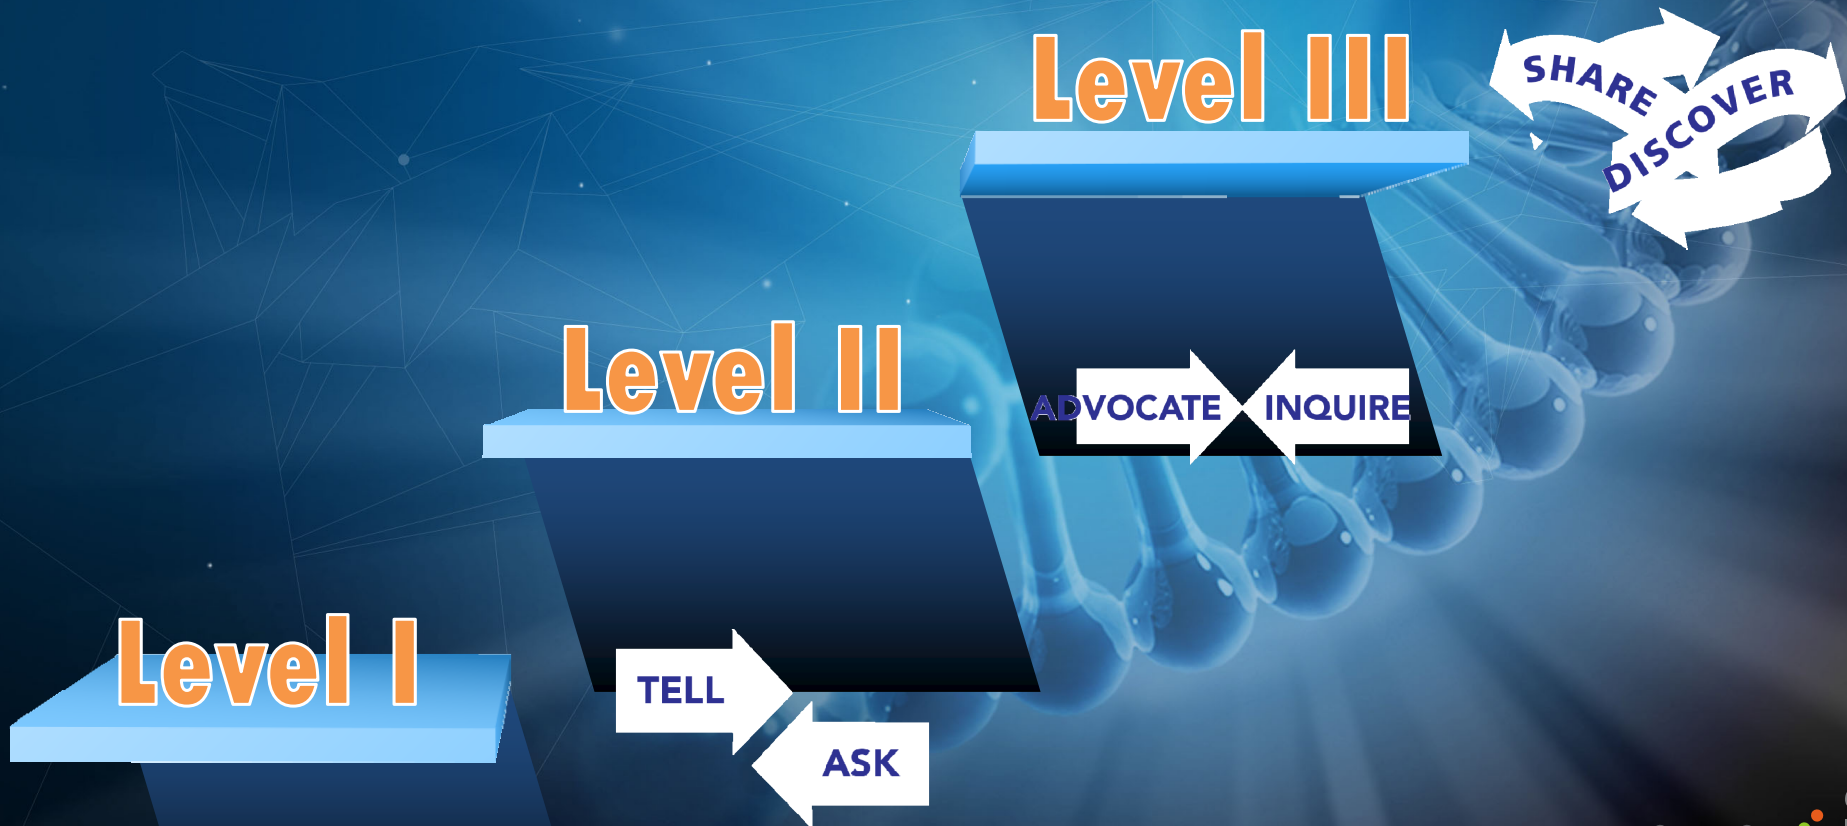 Level III
SHARE
DISCOVER
Level II
ADVOCATE
INQUIRE
Level I
TELL
ASK